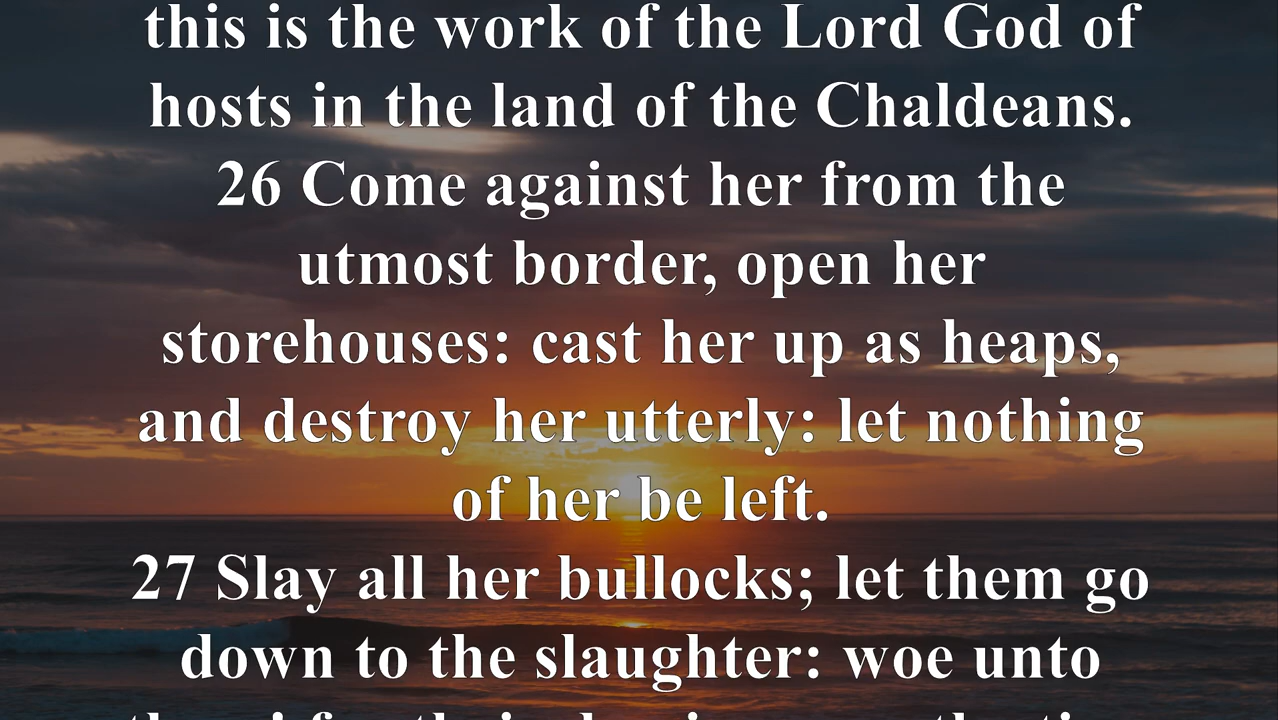 this is the work of the Lord God of
hosts in the land of the Chaldeans.
26 Come against her from the
utmost border, open her
storehouses: cast her up as heaps,
and destroy her utterly: let nothing
of her be left.
27 Slay all her bullocks; let them go
down to the slaughter: woe unto